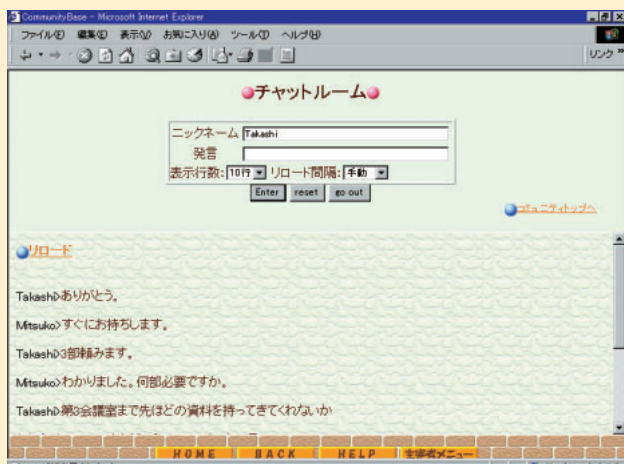 CommunityBase - Microsoft Internet Explorer
ファイル(F) 編集(E) 表示(V) お気に入り(A) ツール(T) ヘルプ(H)
リンク »
チャットルーム
ニックネーム Takashi
発言
表示行数: 10行 リロード間隔: 手動
Enter reset go out
コミュニティトップへ
リロード
Takashi>ありがとう。
Mitsuko>すぐにお持ちします。
Takashi>3部頼みます。
Mitsuko>わかりました。何部必要ですか。
Takashi>第3会議室まで先ほどの資料を持ってきてくれないか
HOME BACK HELP 主宰者メニュー